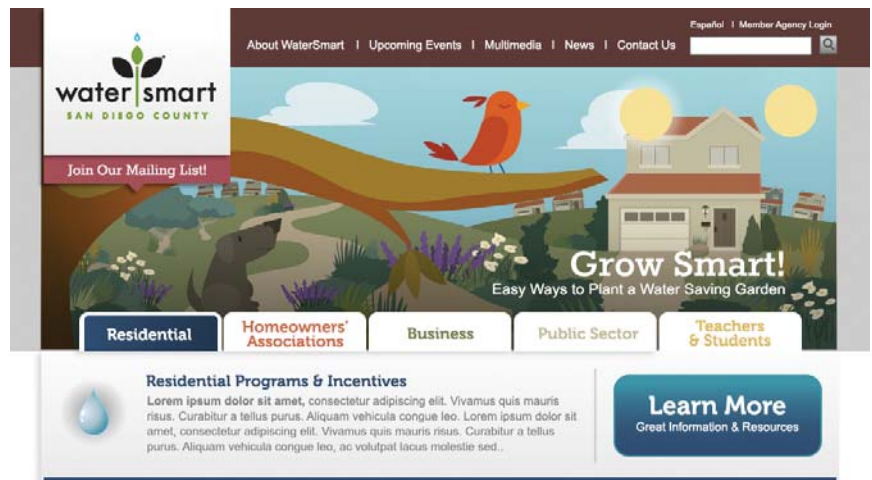 Español | Member Agency Login
About WaterSmart | Upcoming Events | Multimedia | News | Contact Us
water smart
SAN DIEGO COUNTY
Join Our Mailing List!
Grow Smart!
Easy Ways to Plant a Water Saving Garden
Residential
Homeowners'
Associations
Business
Public Sector
Teachers
& Students
Residential Programs & Incentives
Lorem ipsum dolor sit amet, consectetur adipiscing elit. Vivamus quis mauris
risus. Curabitur a tellus purus. Aliquam vehicula congue leo. Lorem ipsum dolor sit
amet, consectetur adipiscing elit. Vivamus quis mauris risus. Curabitur a tellus
purus. Aliquam vehicula congue leo, ac volutpat lacus molestie sed..
Learn More
Great Information & Resources